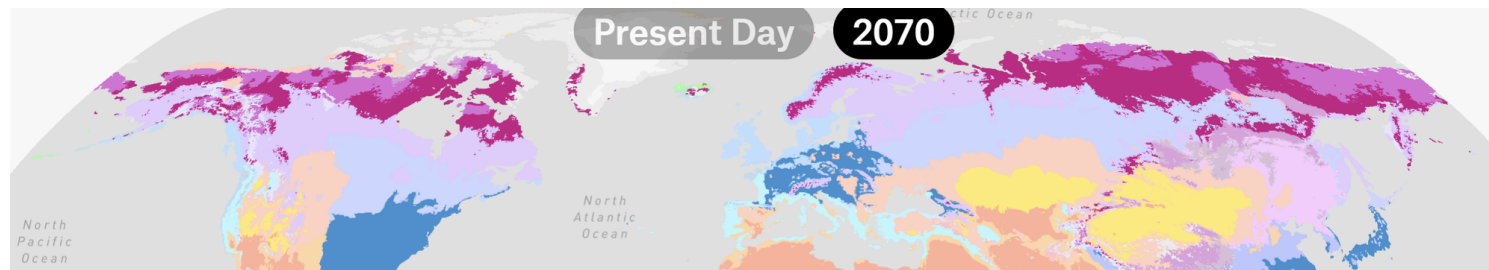 ctic Ocean
Present Day
2070
North
Atlantic
Ocean
North
Pacific
Ocean